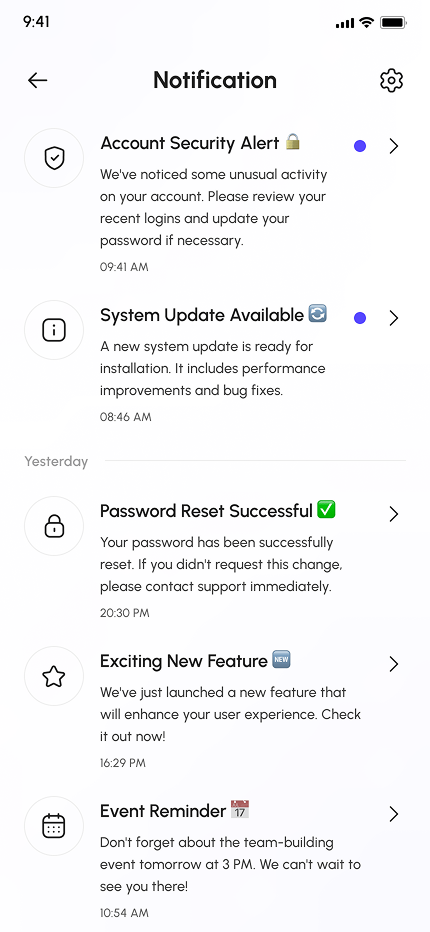 9:41
Notification
Account Security Alert 🔒
We've noticed some unusual activity
on your account. Please review your
recent logins and update your
password if necessary.
09:41 AM
System Update Available 🔄
A new system update is ready for
installation. It includes performance
improvements and bug fixes.
08:46 AM
Yesterday
Password Reset Successful ✅
Your password has been successfully
reset. If you didn't request this change,
please contact support immediately.
20:30 PM
Exciting New Feature 🆕
We've just launched a new feature that
will enhance your user experience. Check
it out now!
16:29 PM
Event Reminder 📅
Don't forget about the team-building
event tomorrow at 3 PM. We can't wait to
see you there!
10:54 AM